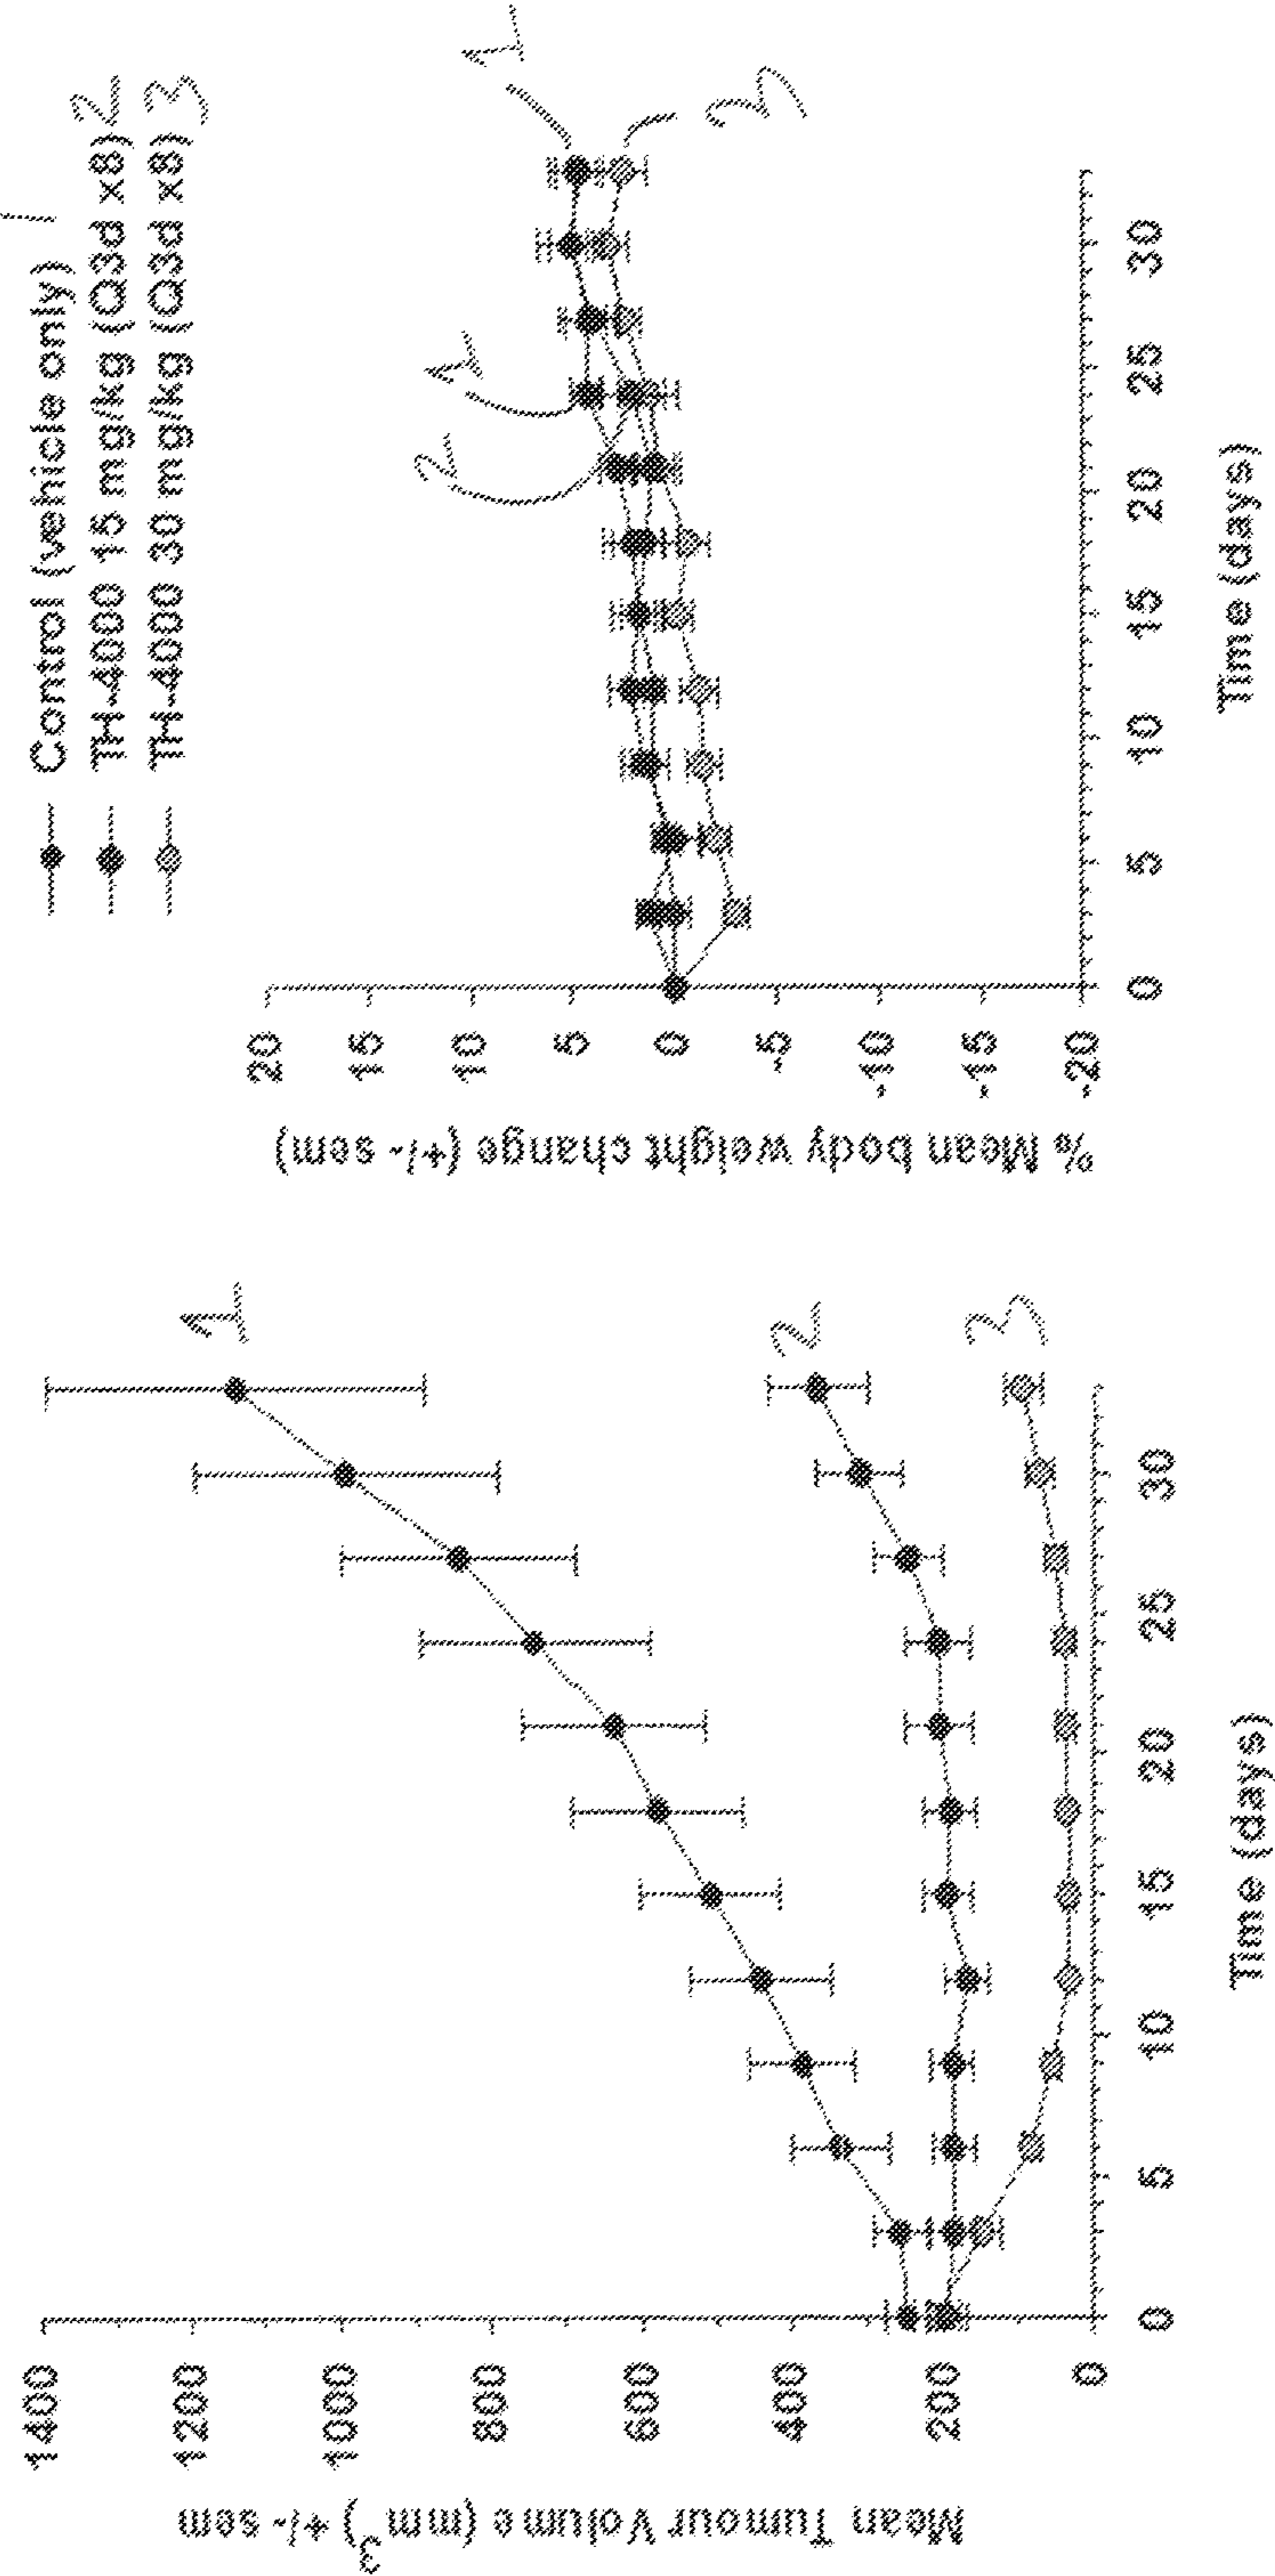 1
Control (vehicle only)
TH-4000 15 mg/kg (Q3d x8) 2
TH-4000 30 mg/kg (Q3d x8) 3
Mean Tumour Volume (mm3) +/- sem
1400
1200
1000
800
600
400
200
0
0 5 10 15 20 25 30
Time (days)
1
2
3
% Mean body weight change (+/- sem)
20
15
10
5
0
-5
-10
-15
-20
0 5 10 15 20 25 30
Time (days)
2
1
1
3